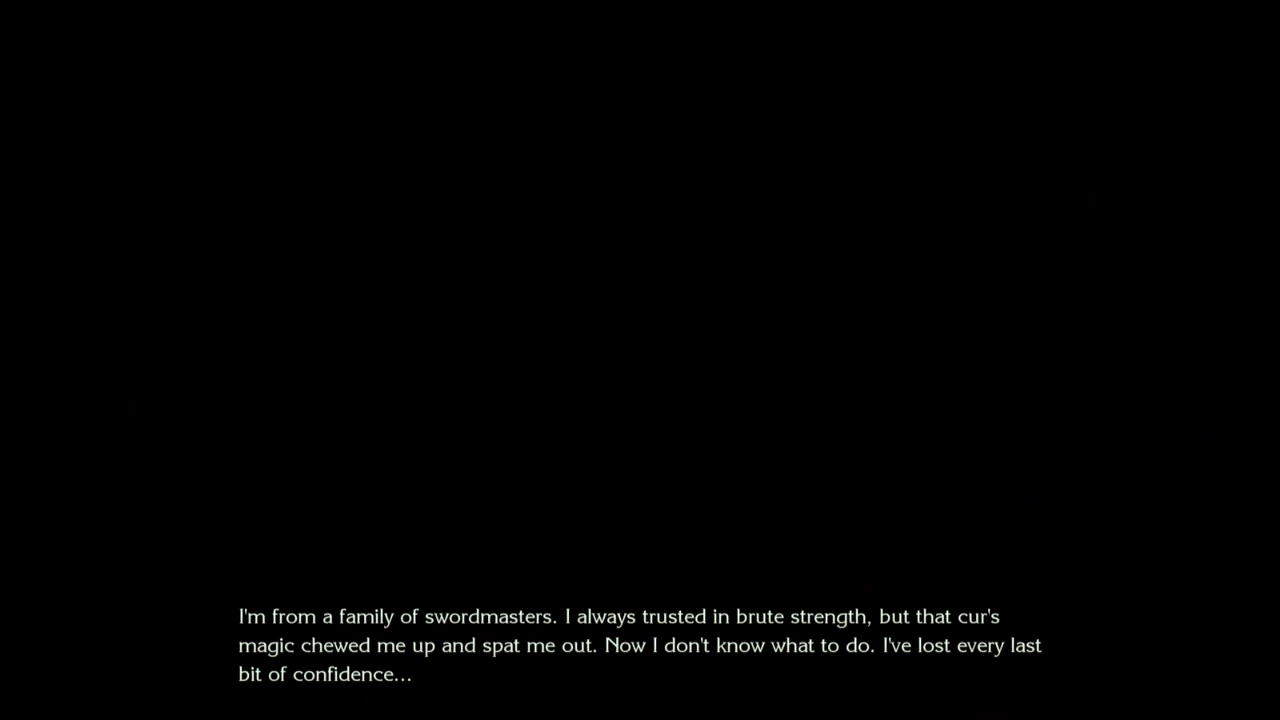 I'm from a family of swordmasters. I always trusted in brute strength, but that cur's
magic chewed me up and spat me out. Now I don't know what to do. I've lost every last
bit of confidence...